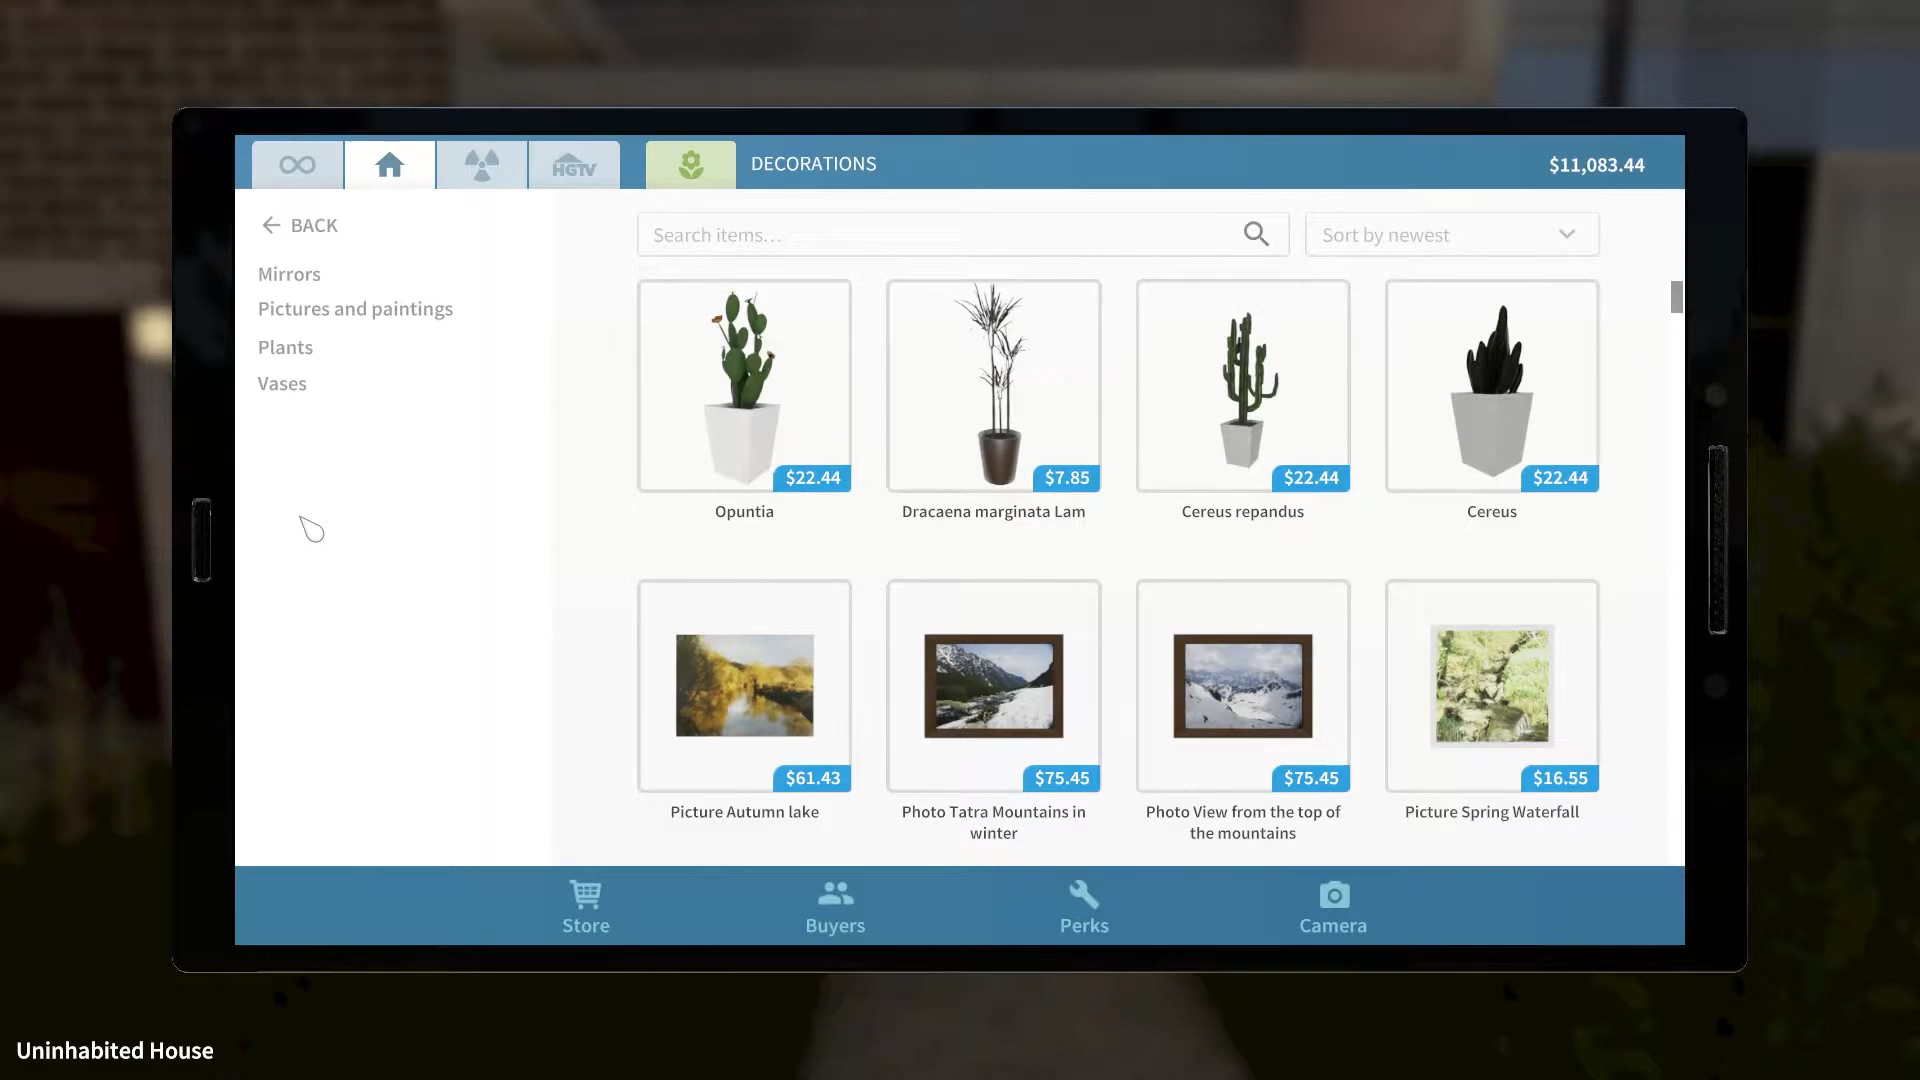 HGTV
DECORATIONS
$11,083.44
BACK
Search items...
Sort by newest
Mirrors
Pictures and paintings
Plants
Vases
$22.44
$7.85
$22.44
$22.44
Opuntia
Dracaena marginata Lam
Cereus repandus
Cereus
$61.43
$75.45
$75.45
$16.55
Picture Autumn lake
Photo Tatra Mountains in
winter
Photo View from the top of
the mountains
Picture Spring Waterfall
Store
Buyers
Perks
Camera
Uninhabited House